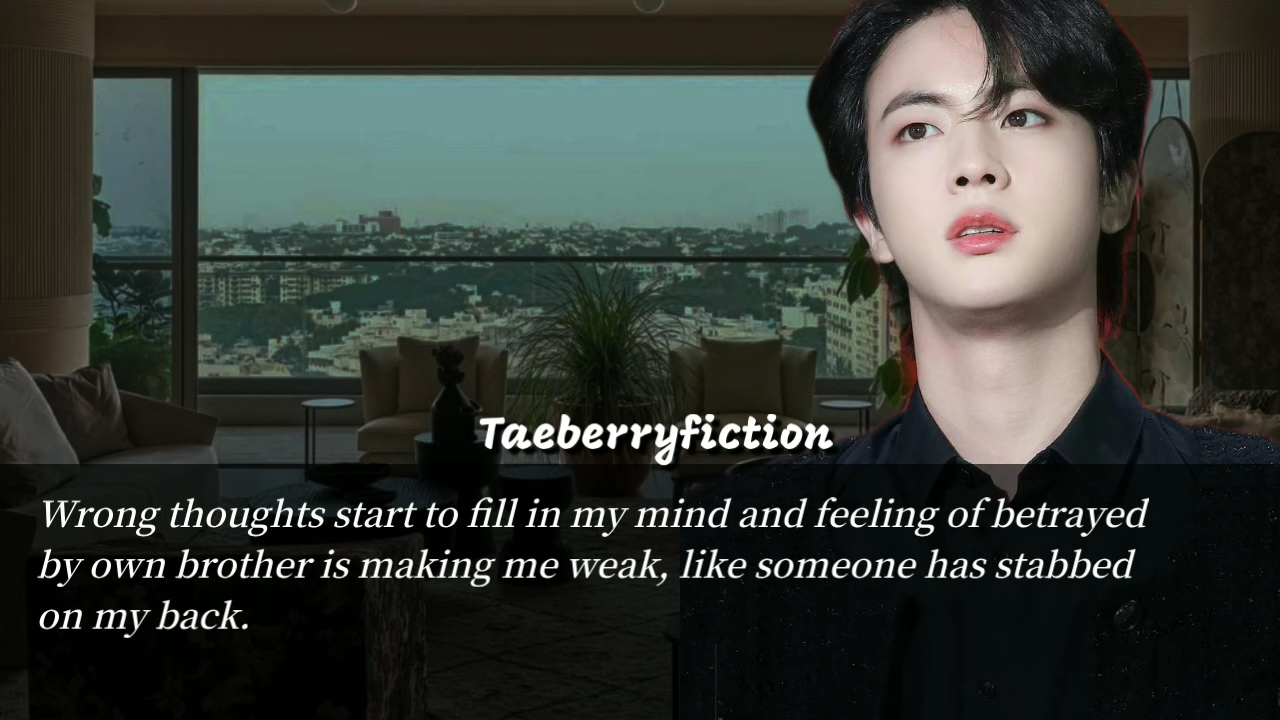 Taeberryfiction
Wrong thoughts start to fill in my mind and feeling of betrayed
by own brother is making me weak, like someone has stabbed
on my back.